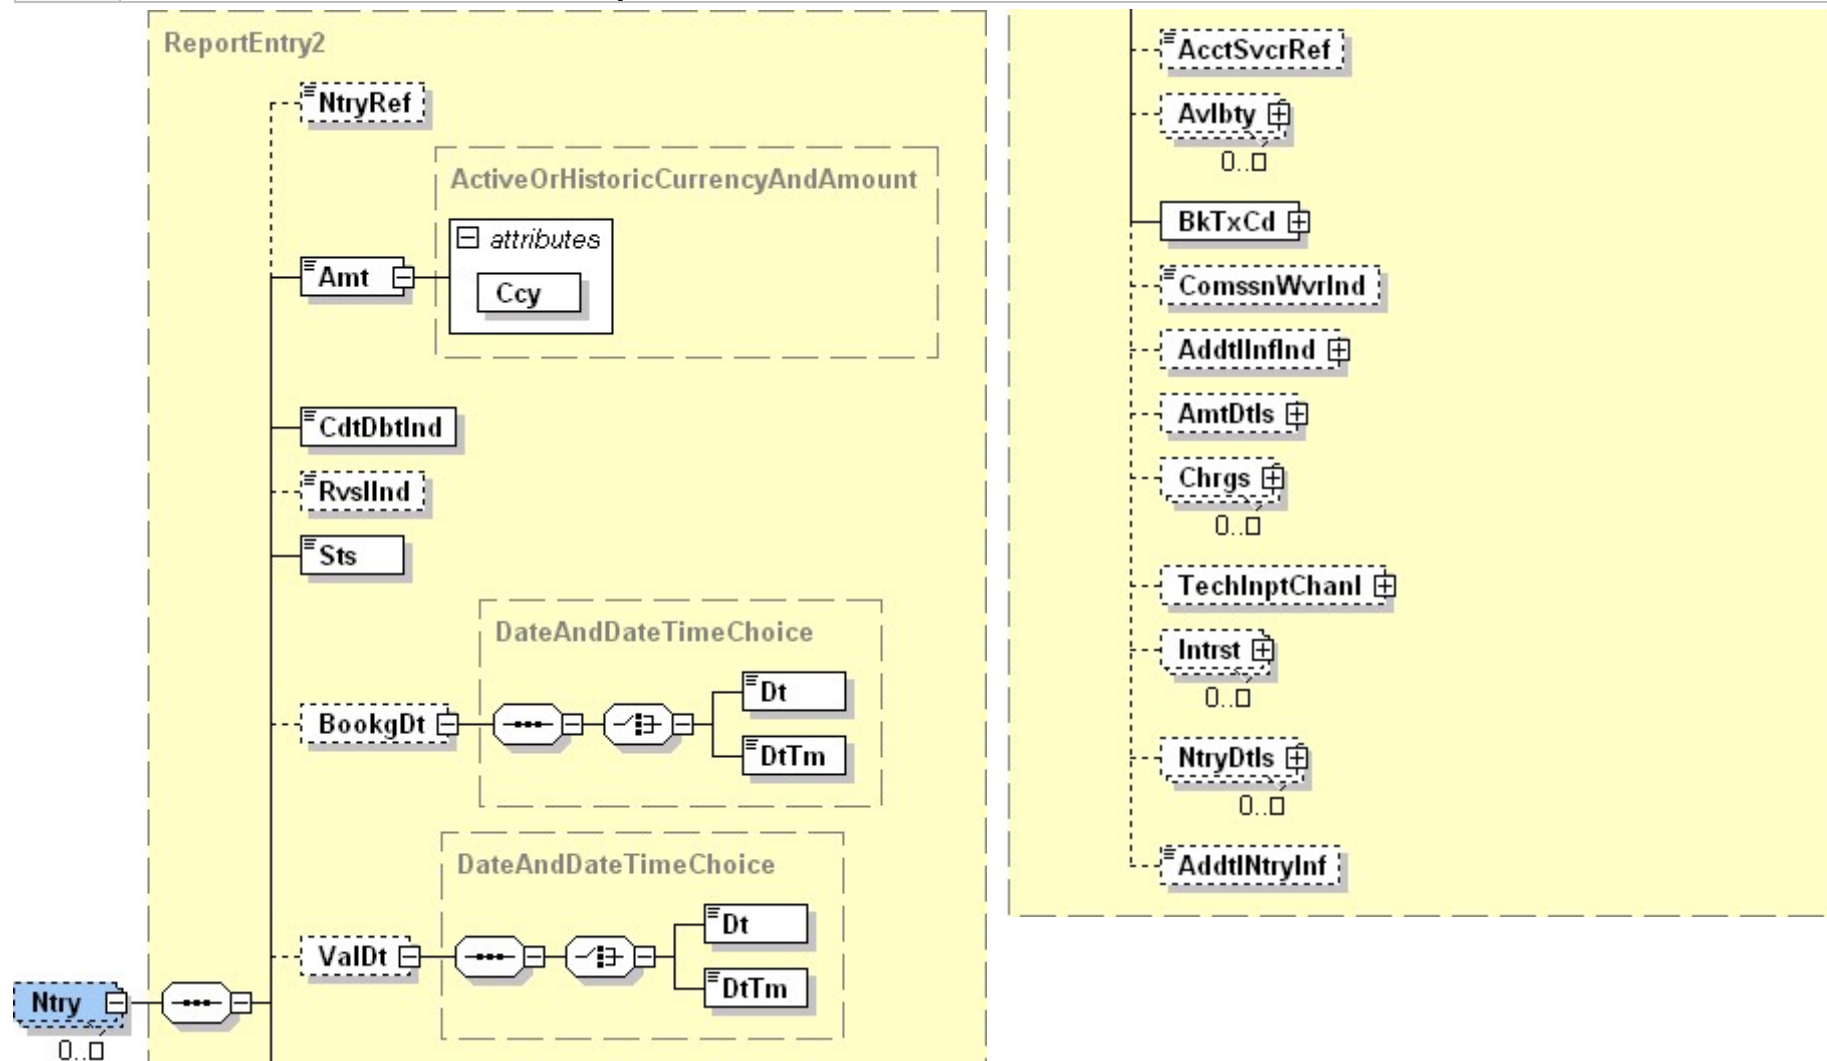 ReportEntry2
NtryRef
ActiveOrHistoricCurrencyAndAmount
attributes
Amt
Ccy
CdtDbtInd
RvslInd
Sts
DateAndDateTimeChoice
Dt
BookgDt
DtTm
DateAndDateTimeChoice
Dt
ValDt
DtTm
Ntry
0..□
AcctSvcrRef
Avlbty
0..□
BkTxCd
ComssnWvrInd
AddtlInfInd
AmtDtls
Chrgs
0..□
TechInptChanl
Intrst
0..□
NtryDtls
0..□
AddtlNtryInf